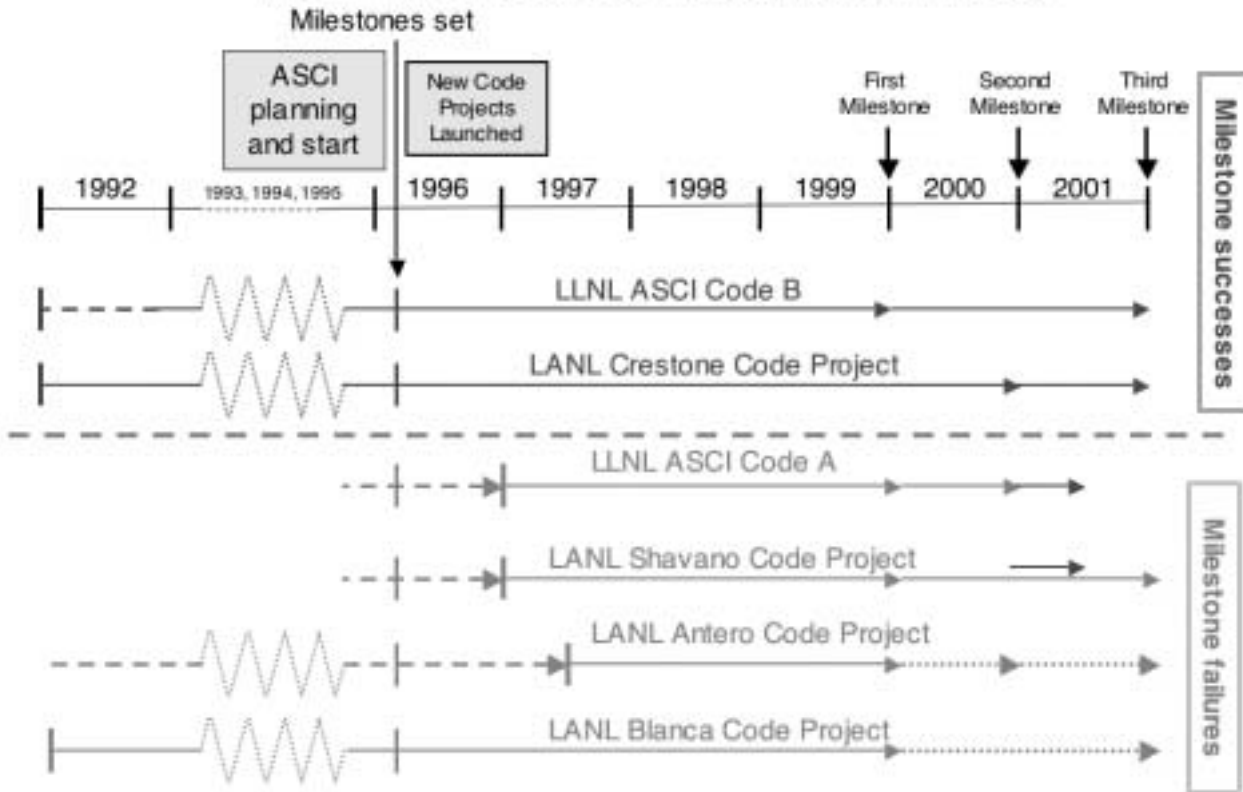 Milestones set
ASCI
planning
and start
New Code
Projects
Launched
First
Milestone
Second
Milestone
Third
Milestone
1992
1993, 1994, 1995
1996
1997
1998
1999
2000
2001
LLNL ASCI Code B
LANL Crestone Code Project
Milestone successes
LLNL ASCI Code A
LANL Shavano Code Project
LANL Antero Code Project
LANL Blanca Code Project
Milestone failures